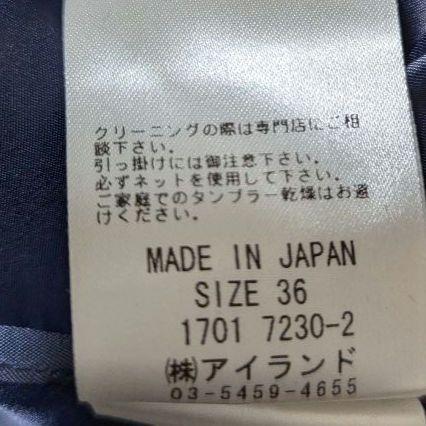 クリーニングの際は専門店にご相
談下さい。
引っ掛けには御注意下さい。
必ずネットを使用して下さい。
ご家庭でのタンブラー乾燥はお避
けください。
MADE IN JAPAN
SIZE 36
1701 7230-2
㈱アイランド
03-5459-4655